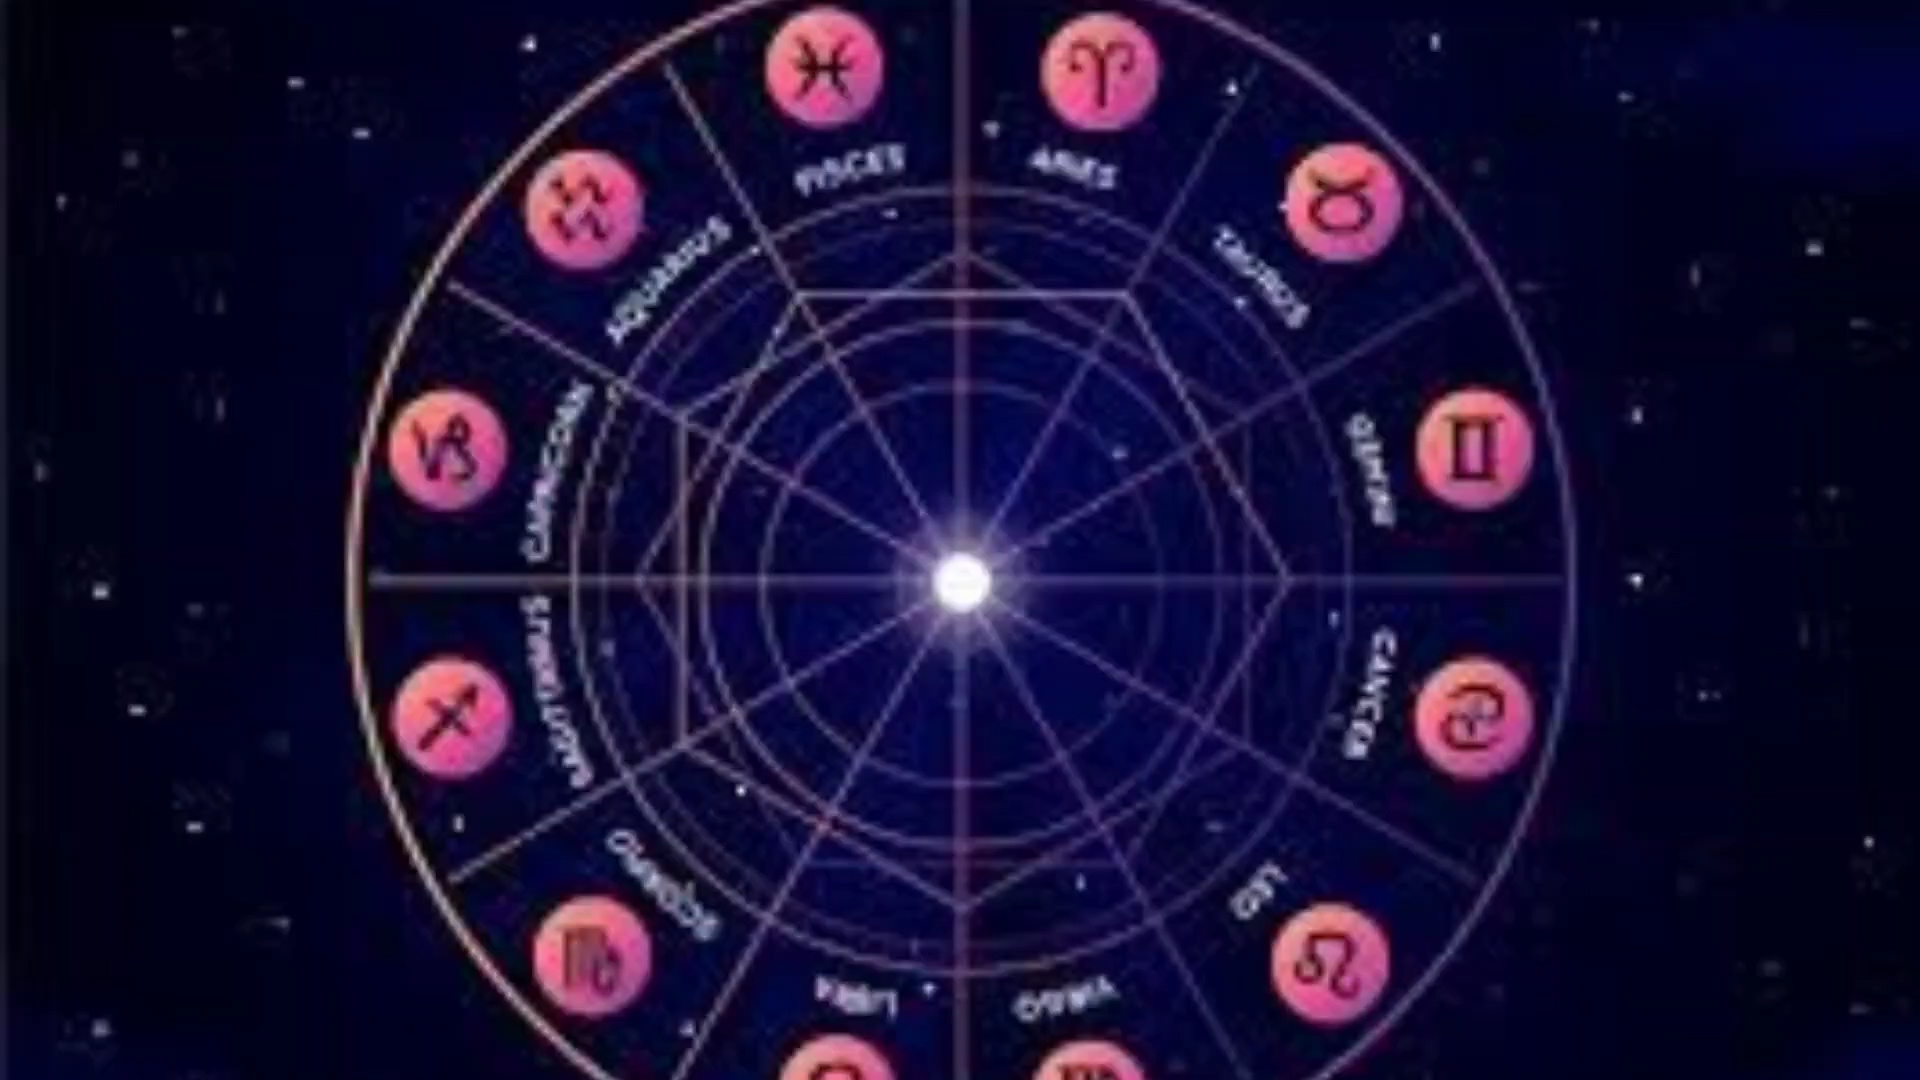 PISCES
ARIES
TAURUS
GEMINI
CANCER
LEO
VIRGO
LIBRA
SCORPIO
SAGITTARIUS
CAPRICORN
AQUARIUS